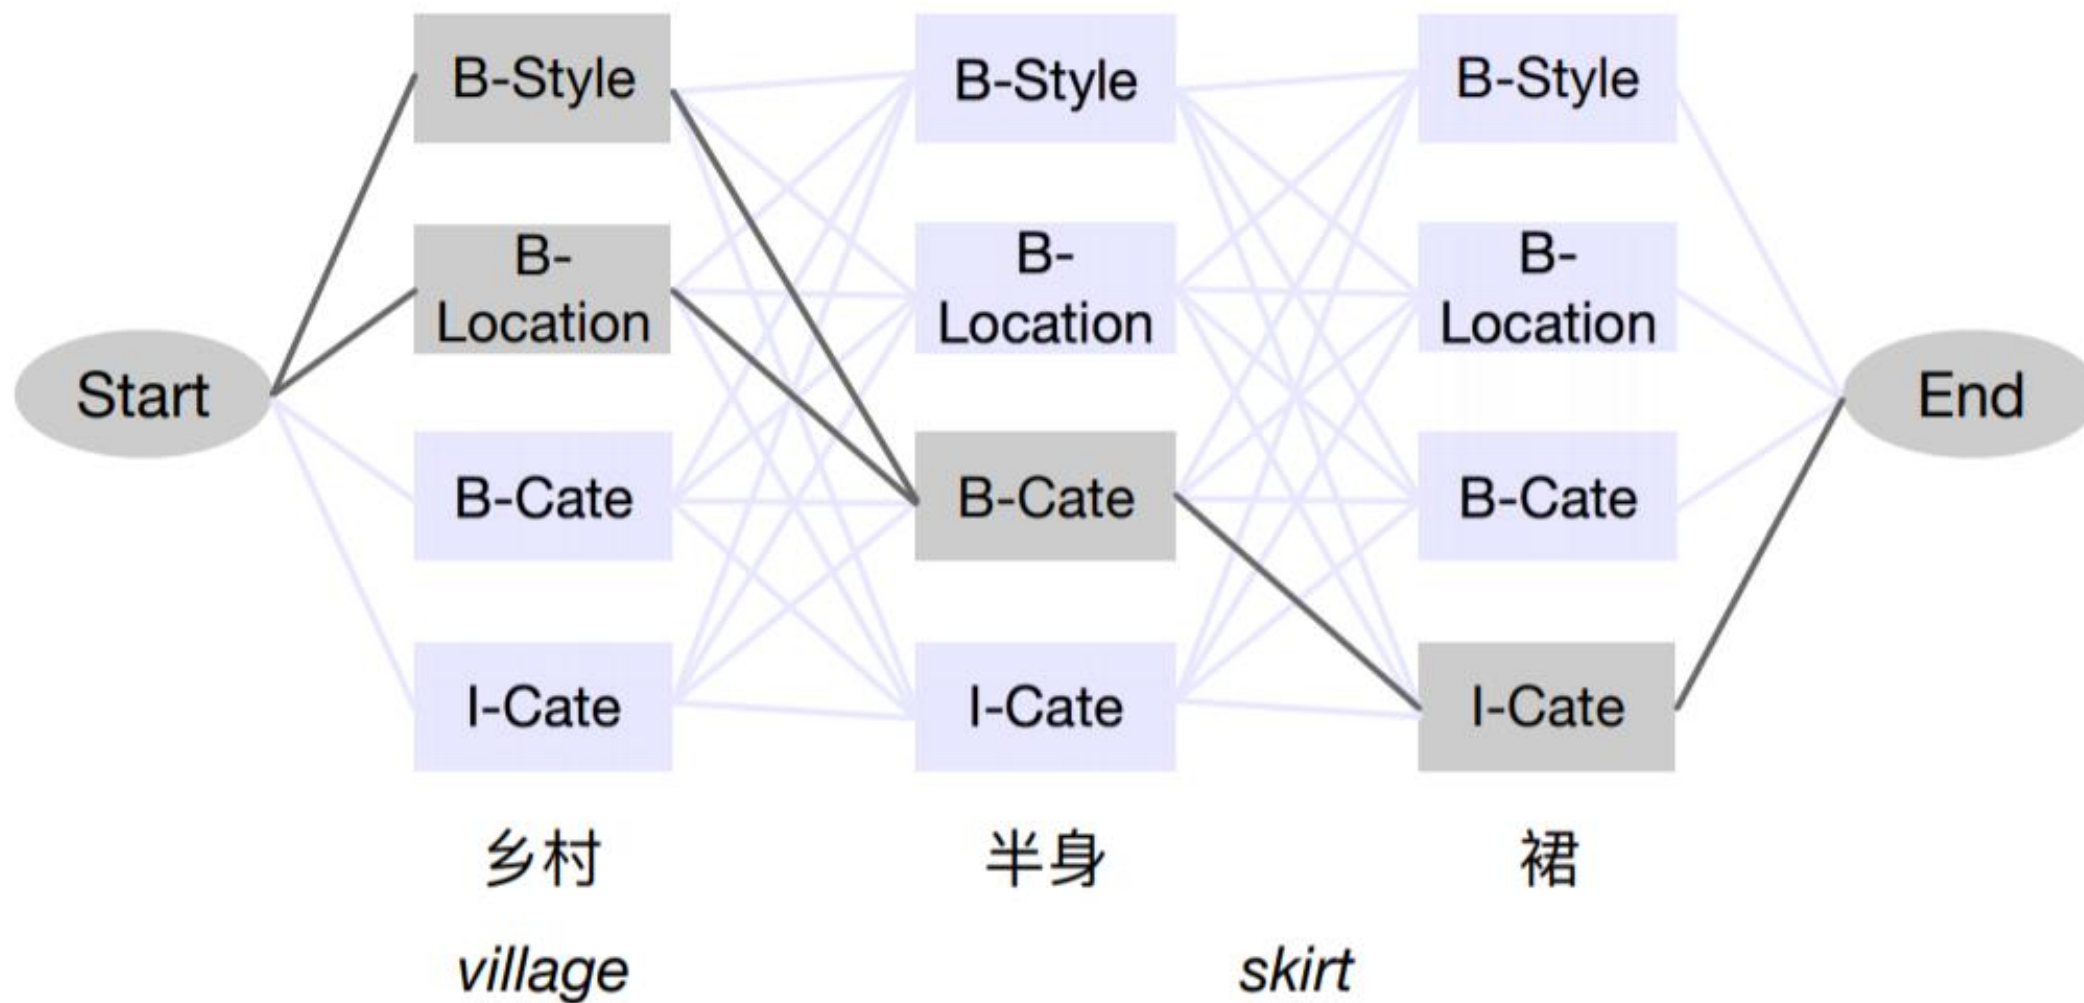 Start
B-Style
B-
Location
B-Cate
I-Cate
B-Style
B-
Location
B-Cate
I-Cate
B-Style
B-
Location
B-Cate
I-Cate
End
乡村
半身
裙
village
skirt